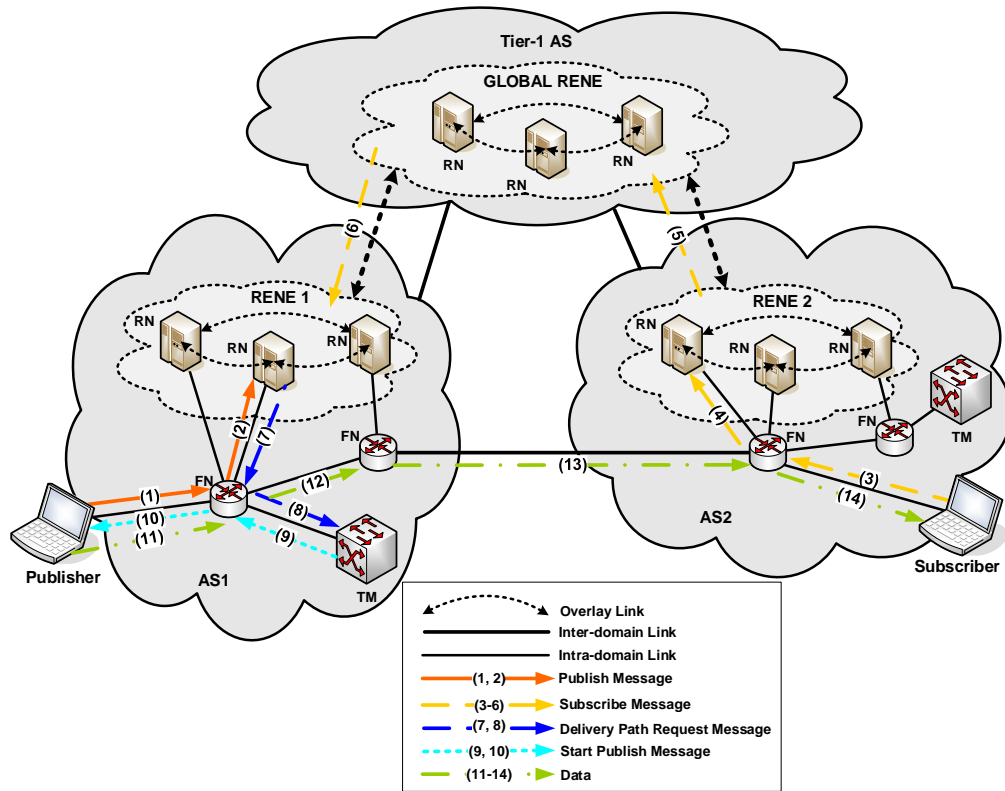 Tier-1 AS
GLOBAL RENE
RN
RN
RN
(6)
(5)
RENE 1
RN
RN
RN
RENE 2
RN
RN
RN
(2)
(7)
(4)
FN
FN
FN
FN
TM
(1)
(12)
(13)
(3)
(8)
(10)
(9)
(11)
(14)
Publisher
AS1
TM
AS2
Subscriber
Overlay Link
Inter-domain Link
Intra-domain Link
(1, 2) Publish Message
(3-6) Subscribe Message
(7, 8) Delivery Path Request Message
(9, 10) Start Publish Message
(11-14) Data